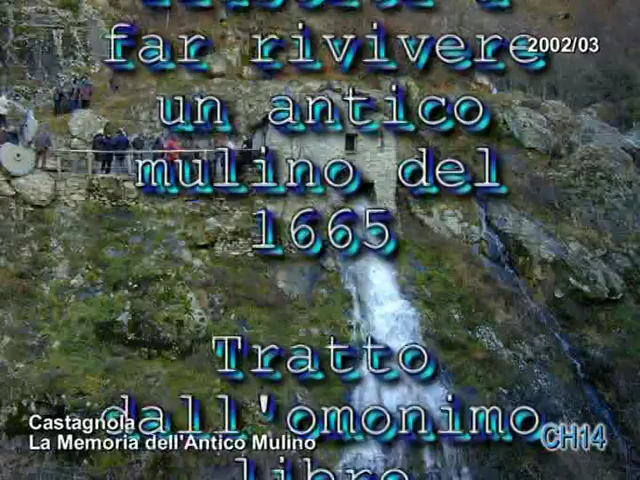 far rivivere
2002/03
un antico
mulino del
1665
Tratto
dall'omonimo
Castagnola
La Memoria dell'Antico Mulino
CH14
libro